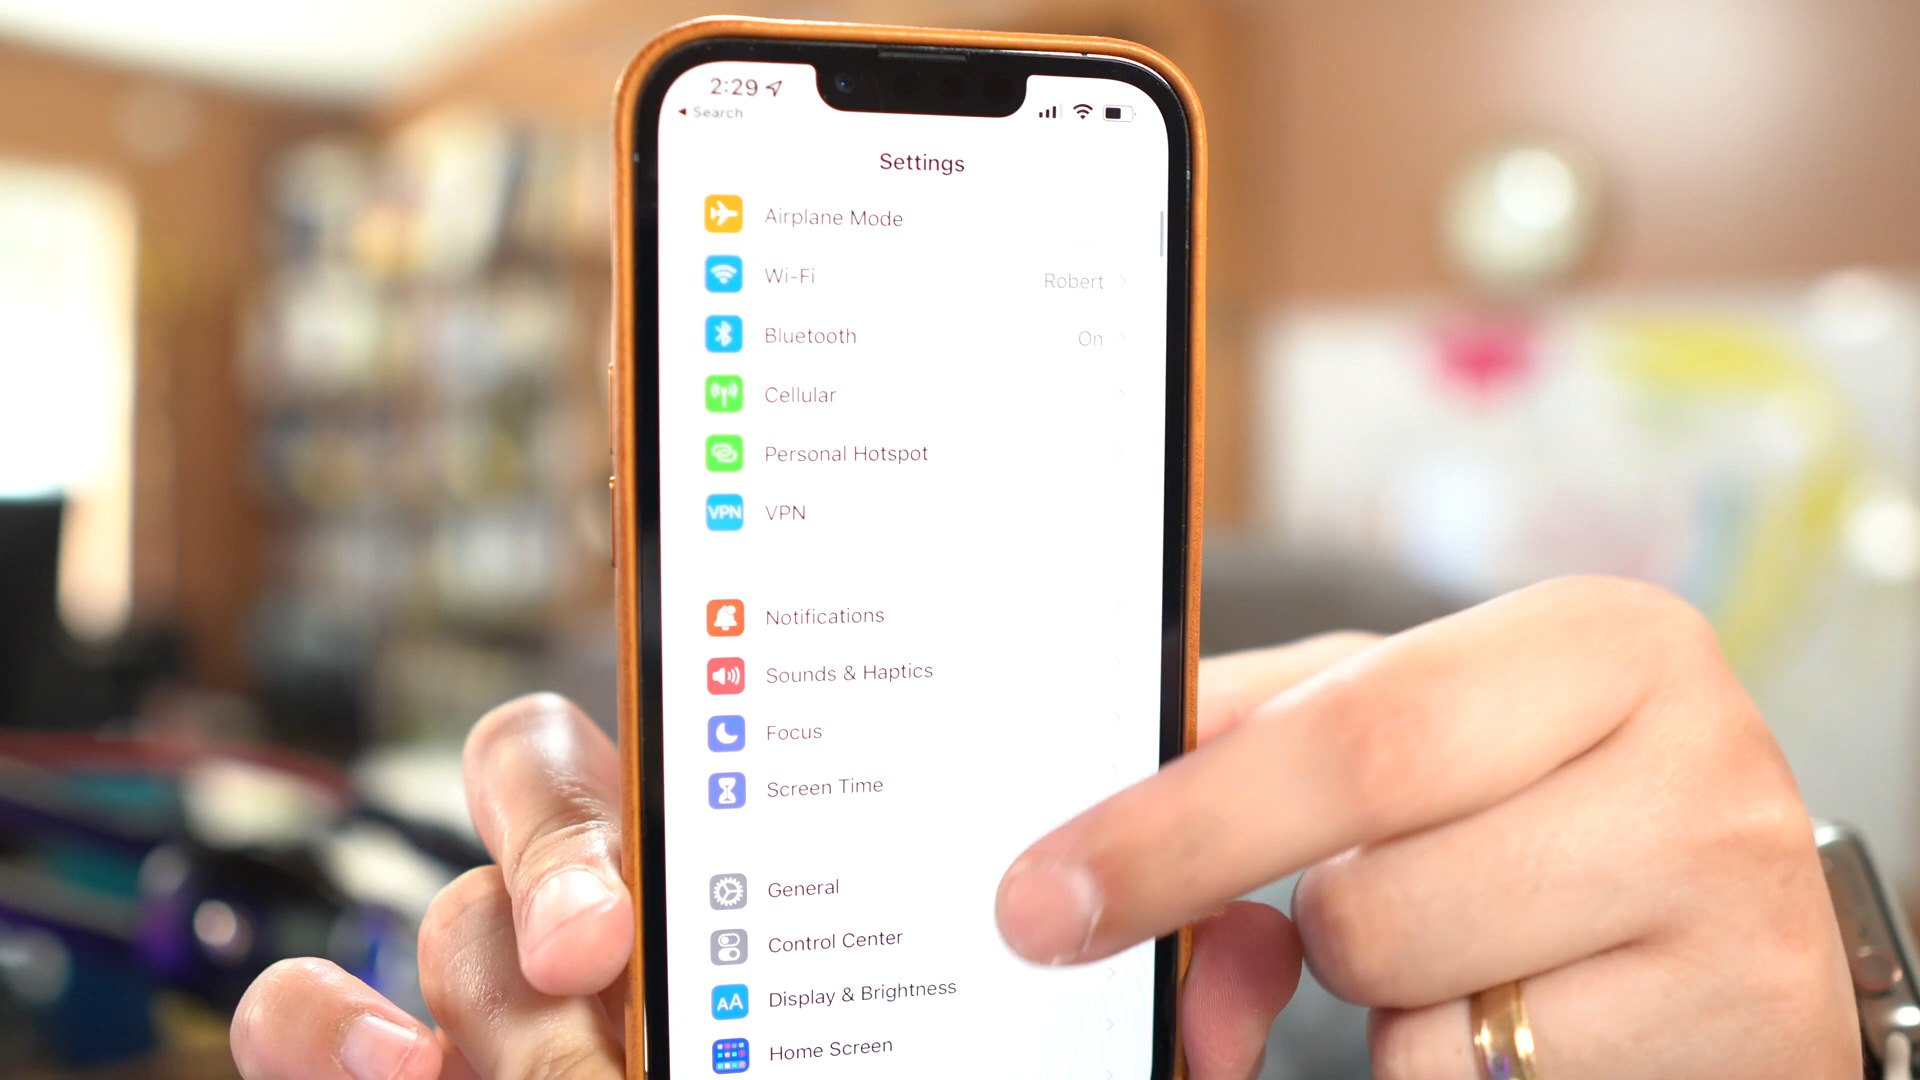 2:29
◀ Search
Settings
Airplane Mode
Wi-Fi Robert
Bluetooth On
Cellular
Personal Hotspot
VPN VPN
Notifications
Sounds & Haptics
Focus
Screen Time
General
Control Center
AA Display & Brightness
Home Screen